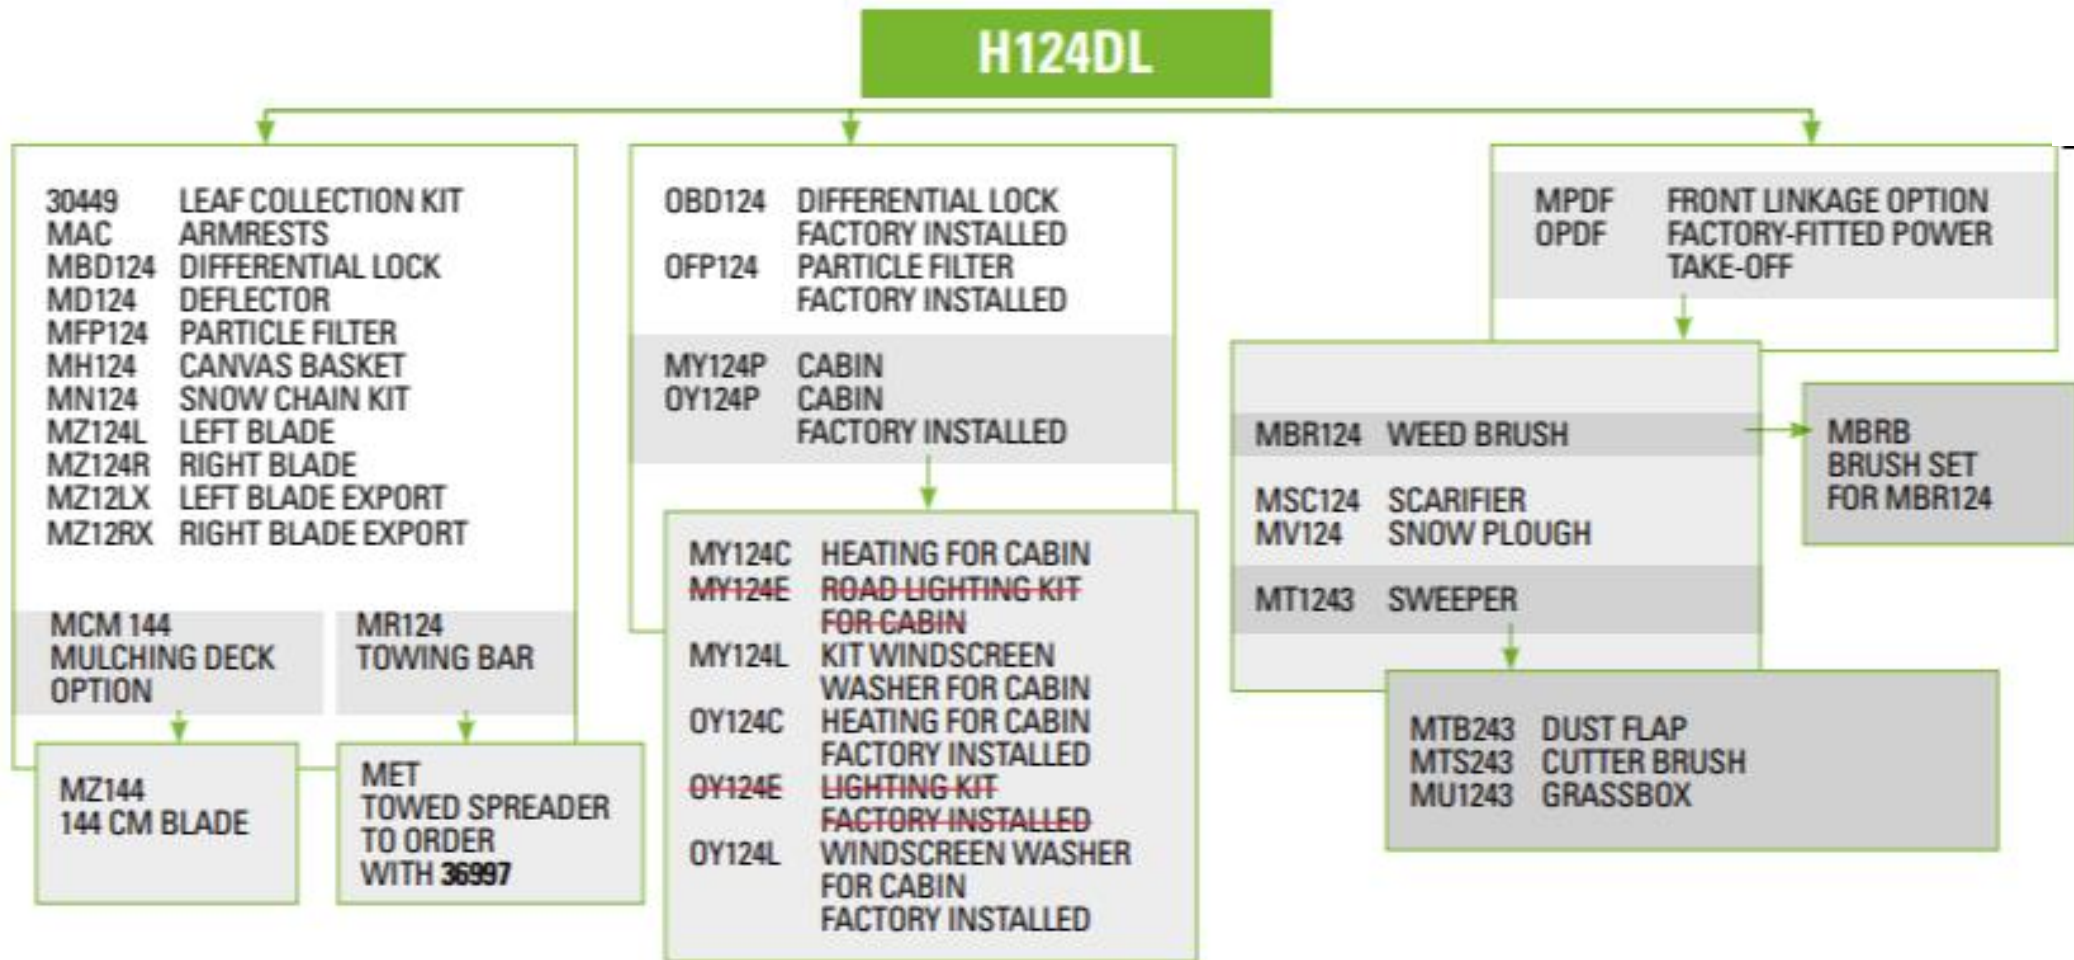 H124DL
30449 LEAF COLLECTION KIT
MAC ARMRESTS
MBD124 DIFFERENTIAL LOCK
MD124 DEFLECTOR
MFP124 PARTICLE FILTER
MH124 CANVAS BASKET
MN124 SNOW CHAIN KIT
MZ124L LEFT BLADE
MZ124R RIGHT BLADE
MZ12LX LEFT BLADE EXPORT
MZ12RX RIGHT BLADE EXPORT
MCM 144
MULCHING DECK
OPTION
MR124
TOWING BAR
MZ144
144 CM BLADE
MET
TOWED SPREADER
TO ORDER
WITH 36997
OBD124 DIFFERENTIAL LOCK
FACTORY INSTALLED
OFP124 PARTICLE FILTER
FACTORY INSTALLED
MY124P CABIN
OY124P CABIN
FACTORY INSTALLED
MY124C HEATING FOR CABIN
MY124E ROAD LIGHTING KIT
FOR CABIN
MY124L KIT WINDSCREEN
WASHER FOR CABIN
OY124C HEATING FOR CABIN
FACTORY INSTALLED
OY124E LIGHTING KIT
FACTORY INSTALLED
OY124L WINDSCREEN WASHER
FOR CABIN
FACTORY INSTALLED
MPDF FRONT LINKAGE OPTION
OPDF FACTORY-FITTED POWER
TAKE-OFF
MBR124 WEED BRUSH
MSC124 SCARIFIER
MV124 SNOW PLOUGH
MT1243 SWEEPER
MBRB
BRUSH SET
FOR MBR124
MTB243 DUST FLAP
MTS243 CUTTER BRUSH
MU1243 GRASSBOX